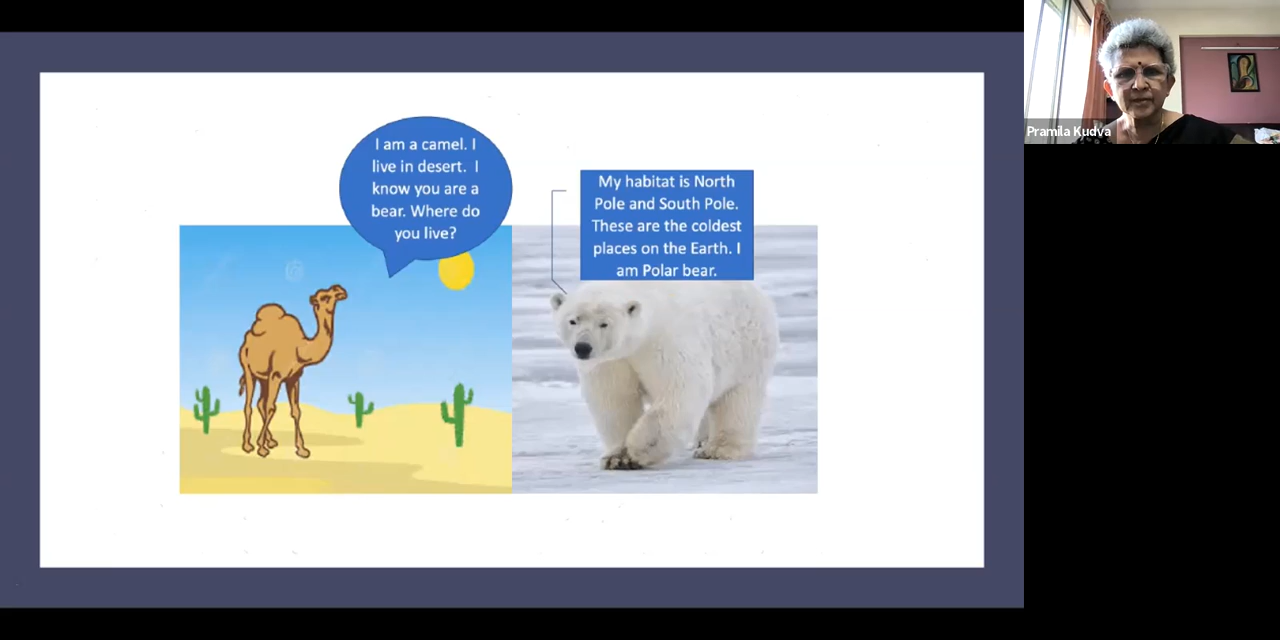 I am a camel. I
live in desert.  I
know you are a
bear. Where do
you live?
My habitat is North
Pole and South Pole.
These are the coldest
places on the Earth. I
am Polar bear.
Pramila Kudva